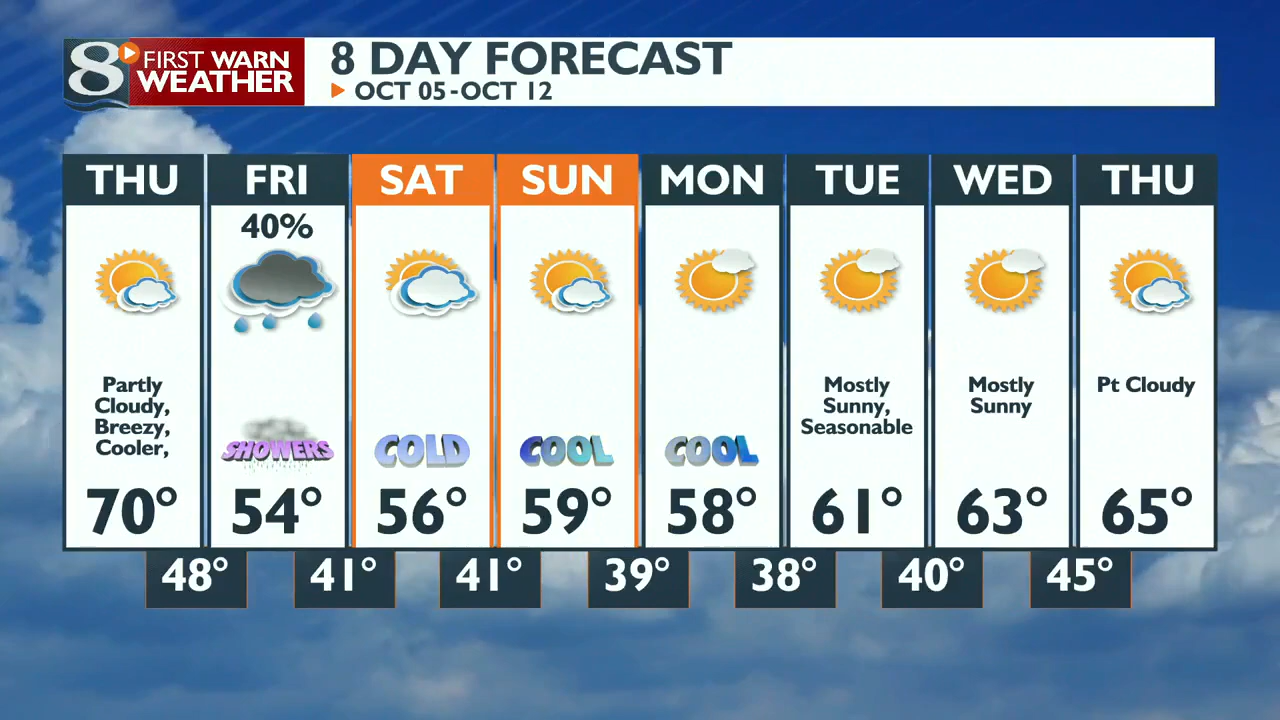 8 FIRST WARN
WEATHER
8 DAY FORECAST
OCT 05-OCT 12
THU
FRI
SAT
SUN
MON
TUE
WED
THU
40%
Partly
Cloudy,
Breezy,
Cooler,
SHOWERS
COLD
COOL
COOL
Mostly
Sunny,
Seasonable
Mostly
Sunny
Pt Cloudy
70°
54°
56°
59°
58°
61°
63°
65°
48°
41°
41°
39°
38°
40°
45°